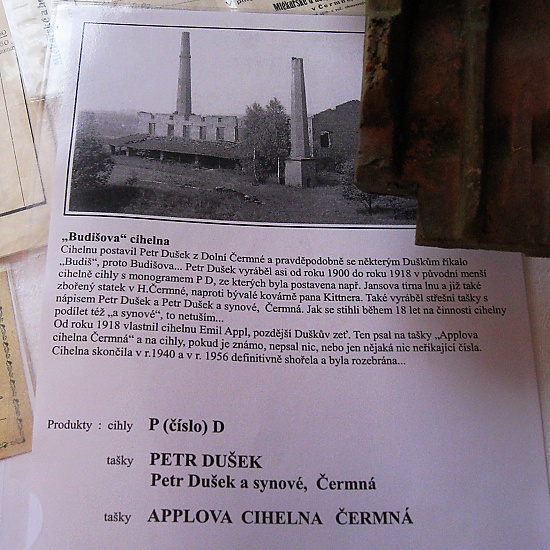 Mlékařské a
v Čermné
„Budíšova“ cihelna
Cihelnu postavil Petr Dušek z Dolní Čermné a pravděpodobně se některým Duškům říkalo
„Budiš“, proto Budišova... Petr Dušek vyráběl asi od roku 1900 do roku 1918 v původní menší
cihelně cihly s monogramem P D, ze kterých byla postavena např. Jansova tírna lnu a již také
zbořený statek v H.Čermné, naproti bývalé kovárně pana Kittnera. Také vyráběl střešní tašky s
nápisem Petr Dušek a Petr Dušek a synové, Čermná. Jak se stihli během 18 let na činnosti cihelny
podílet též „a synové“, to netuším...
Od roku 1918 vlastnil cihelnu Emil Appl, pozdější Duškův zeť. Ten psal na tašky „Applova
cihelna Čermná“ a na cihly, pokud je známo, nepsal nic, nebo jen nějaká nic neříkající čísla.
Cihelna skončila v r.1940 a v r. 1956 definitivně shořela a byla rozebrána...
Produkty : cihly P (číslo) D
tašky PETR DUŠEK
Petr Dušek a synové, Čermná
tašky APPLOVA CIHELNA ČERMNÁ